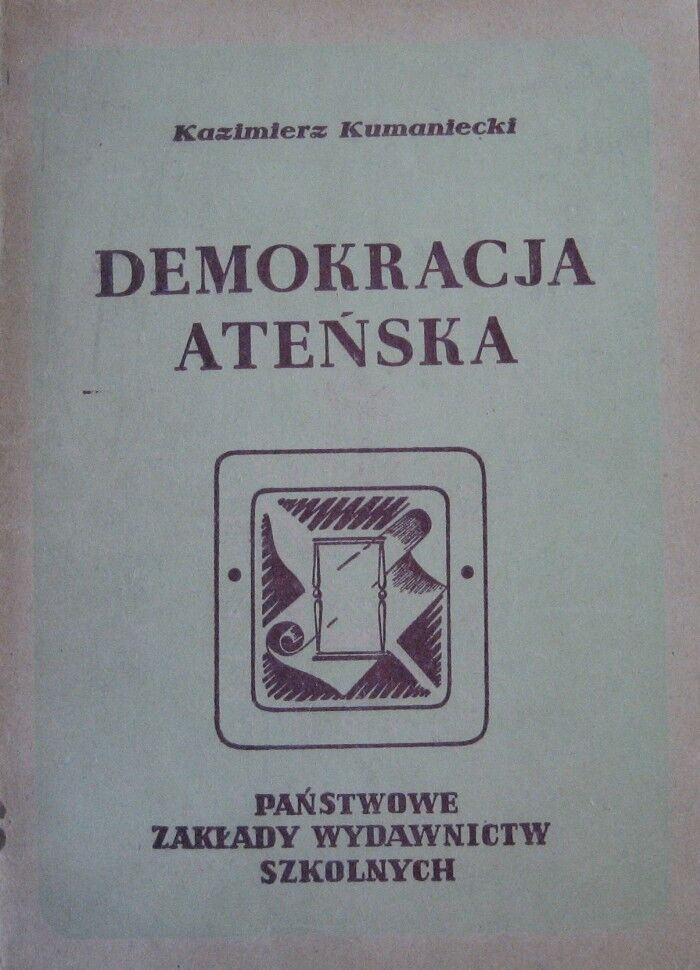 Kazimierz Kumaniecki
DEMOKRACJA
ATEŃSKA
PAŃSTWOWE
ZAKŁADY WYDAWNICTW
SZKOLNYCH